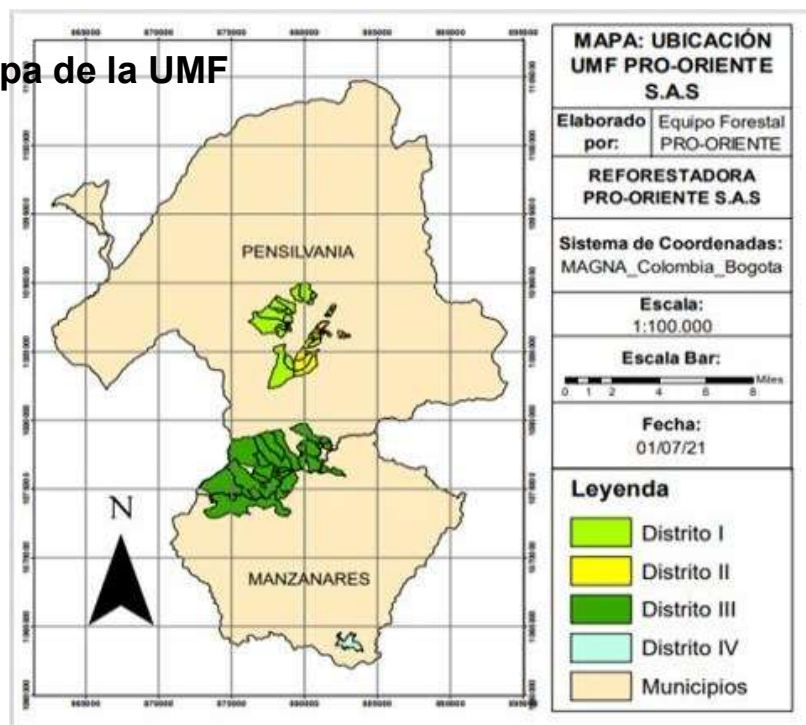 pa de la UMF
PENSILVANIA
MANZANARES
N
MAPA: UBICACIÓN
UMF PRO-ORIENTE
S.A.S
Elaborado
por:
Equipo Forestal
PRO-ORIENTE
REFORESTADORA
PRO-ORIENTE S.A.S
Sistema de Coordenadas:
MAGNA_Colombia_Bogota
Escala:
1:100.000
Escala Bar:
Miles
0 1 2 4 6 8
Fecha:
01/07/21
Leyenda
Distrito I
Distrito II
Distrito III
Distrito IV
Municipios